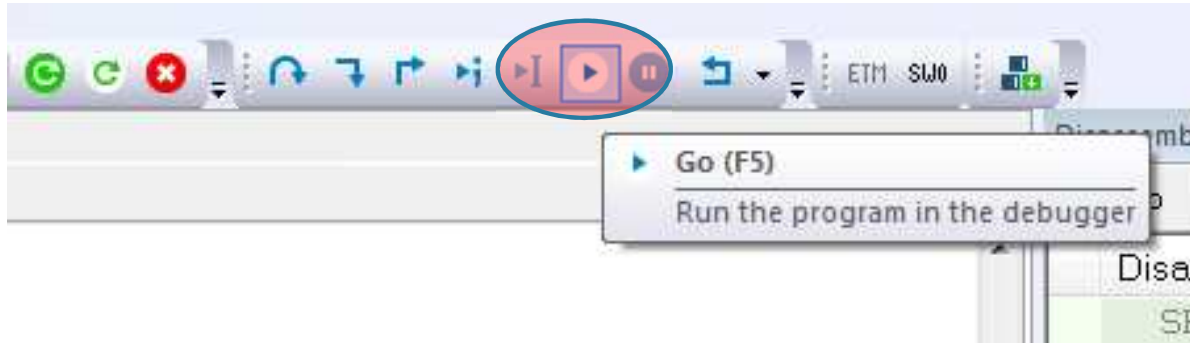 ETM SWO
Go (F5)
Run the program in the debugger
Disa